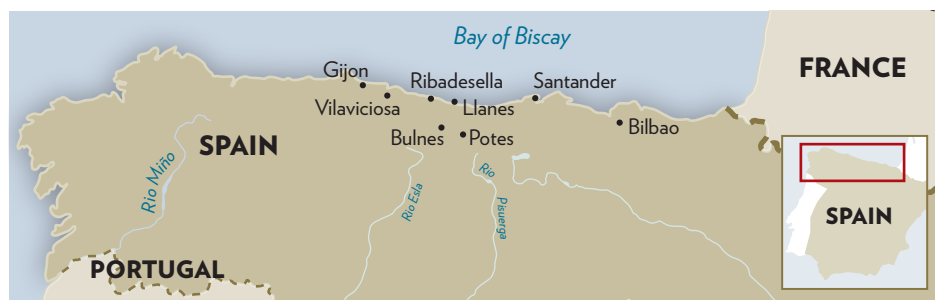 Bay of Biscay
FRANCE
Gijon
Ribadesella
Santander
Vilaviciosa
Llanes
Bilbao
Bulnes
Potes
SPAIN
Rio Miño
Rio Esla
Rio
Pisuerga
SPAIN
PORTUGAL